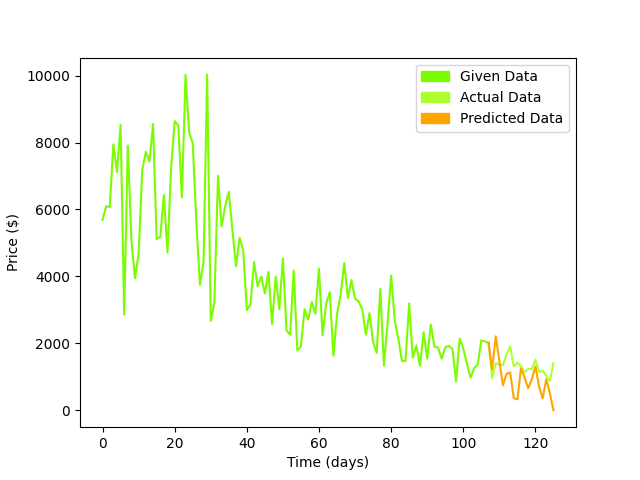 Given Data
Actual Data
Predicted Data
10000
8000
6000
4000
2000
0
Price ($)
0 20 40 60 80 100 120
Time (days)